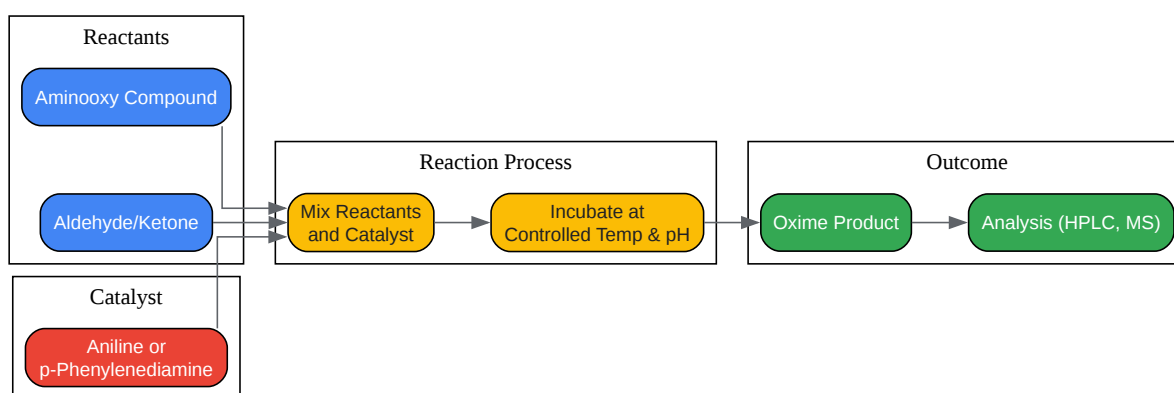 Reactants
Aminooxy Compound
Aldehyde/Ketone
Catalyst
Aniline or
p-Phenylenediamine
Reaction Process
Mix Reactants
and Catalyst
Incubate at
Controlled Temp & pH
Outcome
Oxime Product
Analysis (HPLC, MS)